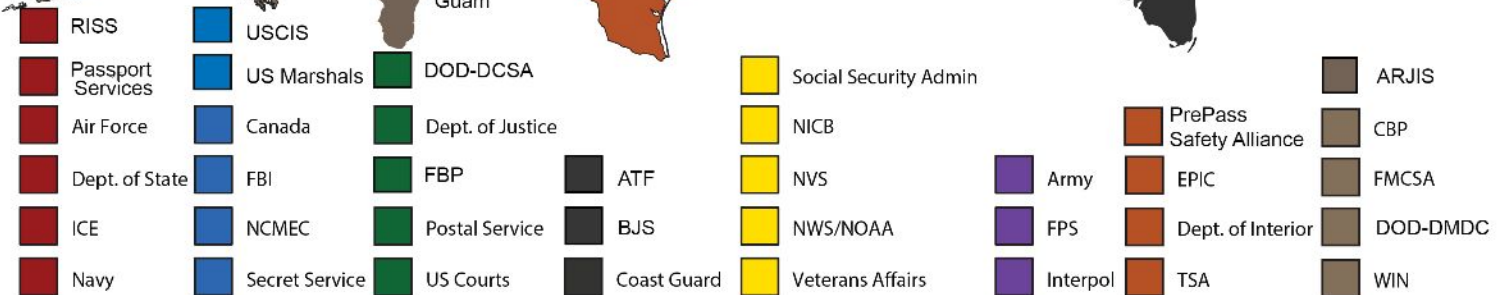 Guam
RISS
Passport
Services
Air Force
Dept. of State
ICE
Navy
USCIS
US Marshals
Canada
FBI
NCMEC
Secret Service
DOD-DCSA
Dept. of Justice
FBP
Postal Service
US Courts
ATF
BJS
Coast Guard
Social Security Admin
NICB
NVS
NWS/NOAA
Veterans Affairs
Army
FPS
Interpol
PrePass
Safety Alliance
EPIC
Dept. of Interior
TSA
ARJIS
CBP
FMCSA
DOD-DMDC
WIN